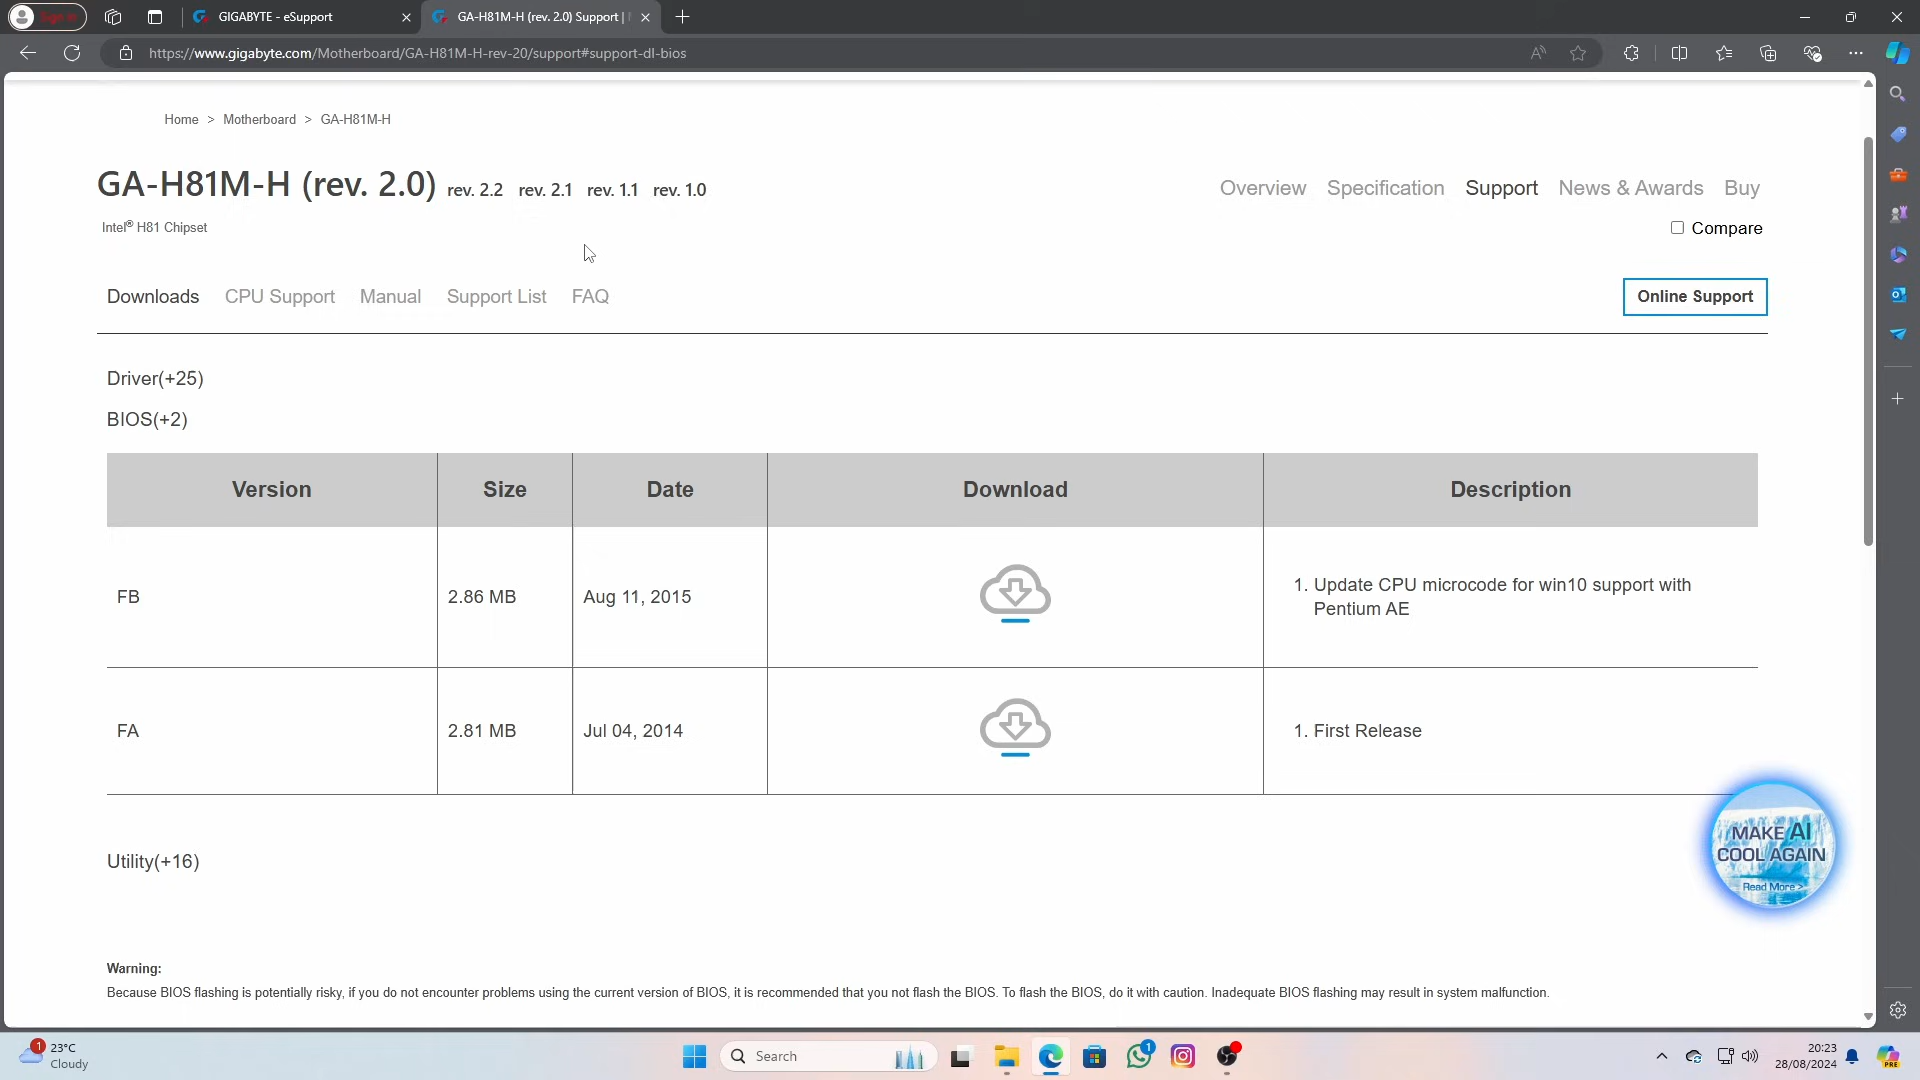 Sign in
GIGABYTE - eSupport
GA-H81M-H (rev. 2.0) Support |
https://www.gigabyte.com/Motherboard/GA-H81M-H-rev-20/support#support-dl-bios
Home > Motherboard > GA-H81M-H
GA-H81M-H (rev. 2.0) rev. 2.2 rev. 2.1 rev. 1.1 rev. 1.0
Overview Specification Support News & Awards Buy
Intel® H81 Chipset
Compare
Downloads CPU Support Manual Support List FAQ
Online Support
Driver(+25)
BIOS(+2)
Version Size Date Download Description
FB 2.86 MB Aug 11, 2015 1. Update CPU microcode for win10 support with
Pentium AE
FA 2.81 MB Jul 04, 2014 1. First Release
MAKE AI
COOL AGAIN
Read More >
Utility(+16)
Warning:
Because BIOS flashing is potentially risky, if you do not encounter problems using the current version of BIOS, it is recommended that you not flash the BIOS. To flash the BIOS, do it with caution. Inadequate BIOS flashing may result in system malfunction.
1
23°C
Cloudy
Search
1
20:23
28/08/2024
PRE